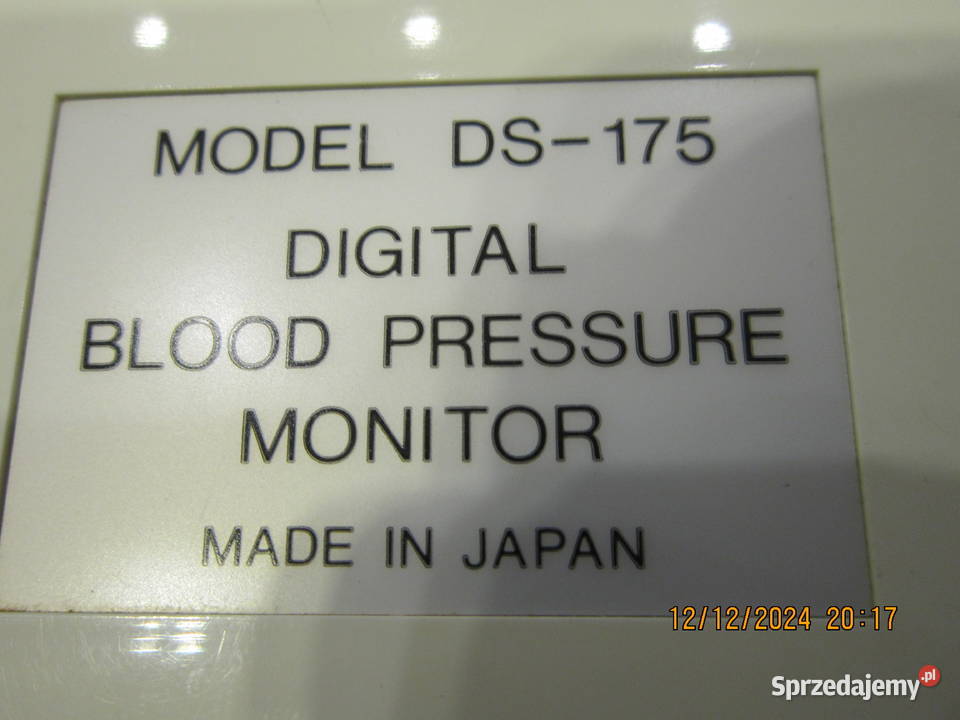 MODEL DS-175
DIGITAL
BLOOD PRESSURE
MONITOR
MADE IN JAPAN
12/12/2024 20:17
Sprzedajemy.pl